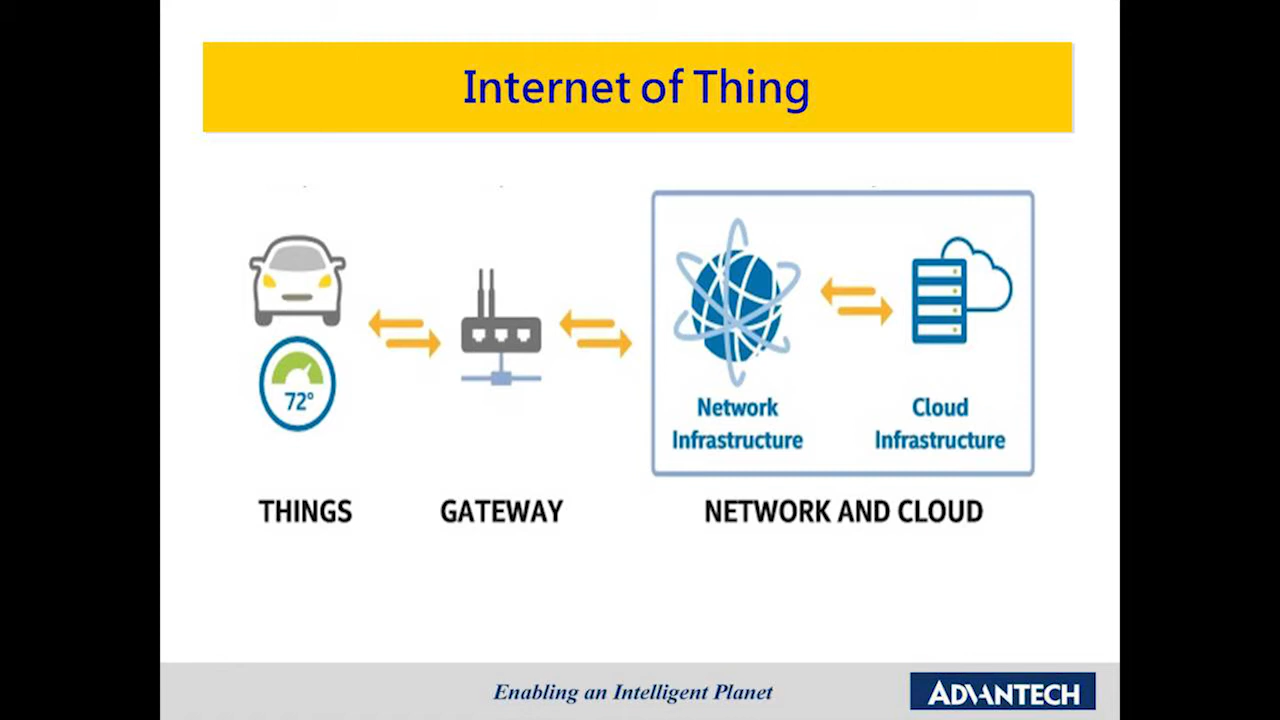 Internet of Thing
72°
Network
Infrastructure
Cloud
Infrastructure
THINGS
GATEWAY
NETWORK AND CLOUD
Enabling an Intelligent Planet
ADVANTECH